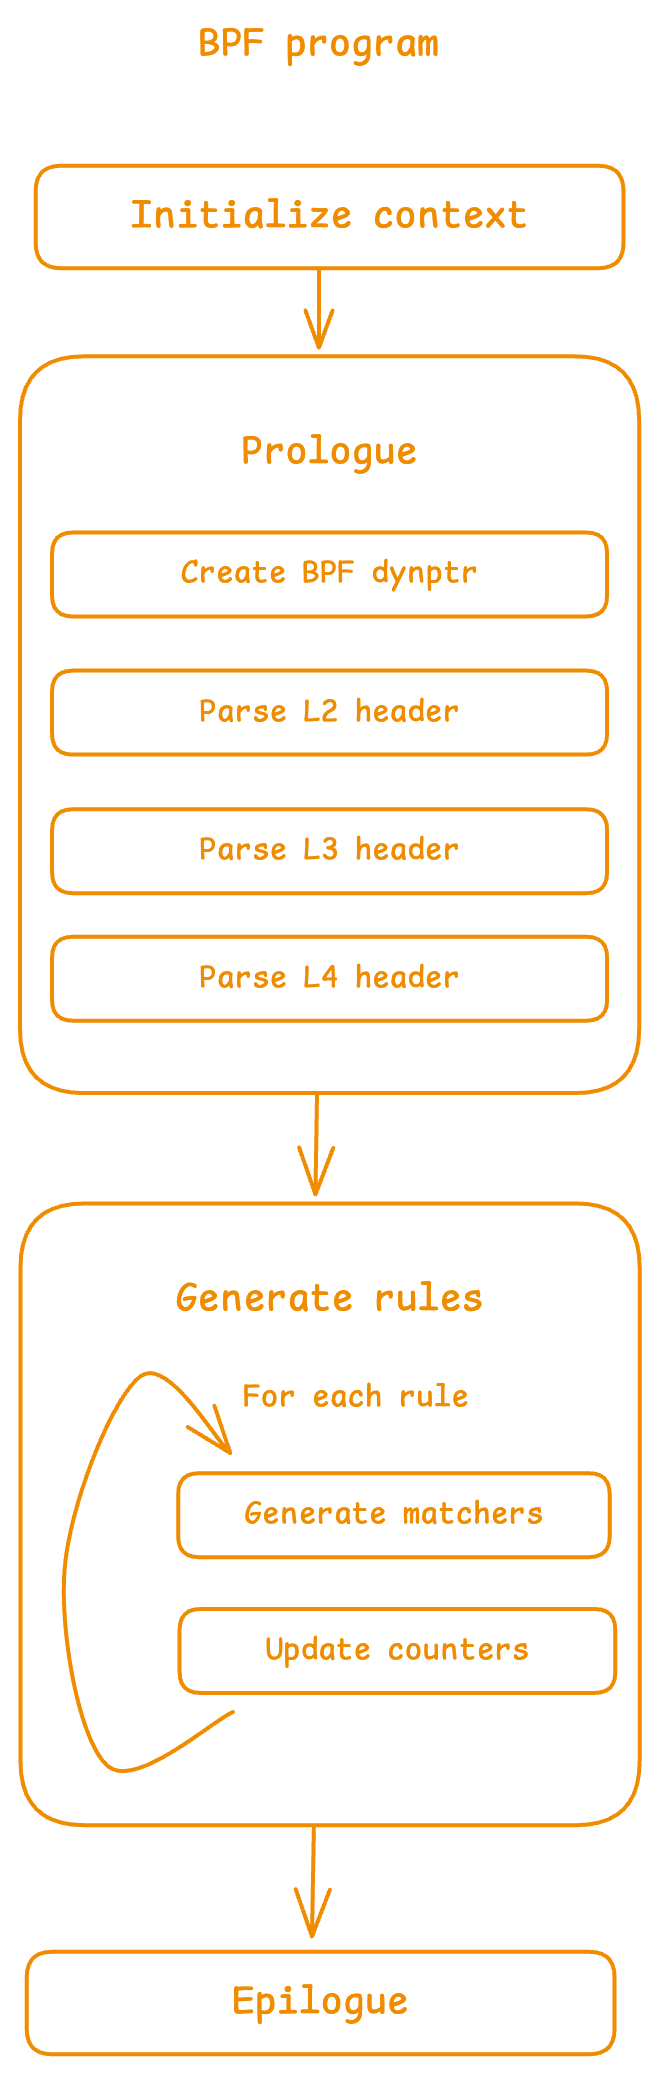 BPF program
Initialize context
Prologue
Create BPF dynptr
Parse L2 header
Parse L3 header
Parse L4 header
Generate rules
For each rule
Generate matchers
Update counters
Epilogue